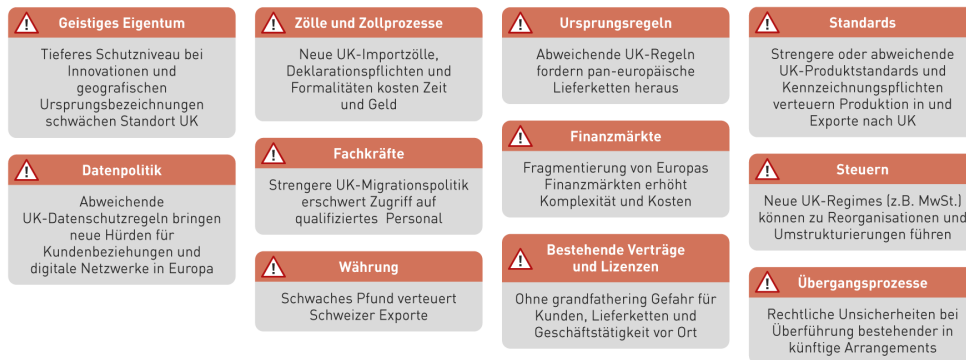 Geistiges Eigentum
Tieferes Schutzniveau bei
Innovationen und
geografischen
Ursprungsbezeichnungen
schwächen Standort UK
Datenpolitik
Abweichende
UK-Datenschutzregeln bringen
neue Hürden für
Kundenbeziehungen und
digitale Netzwerke in Europa
Zölle und Zollprozesse
Neue UK-Importzölle,
Deklarationspflichten und
Formalitäten kosten Zeit
und Geld
Fachkräfte
Strengere UK-Migrationspolitik
erschwert Zugriff auf
qualifiziertes Personal
Währung
Schwaches Pfund verteuert
Schweizer Exporte
Ursprungsregeln
Abweichende UK-Regeln
fordern pan-europäische
Lieferketten heraus
Finanzmärkte
Fragmentierung von Europas
Finanzmärkten erhöht
Komplexität und Kosten
Bestehende Verträge
und Lizenzen
Ohne grandfathering Gefahr für
Kunden, Lieferketten und
Geschäftstätigkeit vor Ort
Standards
Strengere oder abweichende
UK-Produktstandards und
Kennzeichnungspflichten
verteuern Produktion in und
Exporte nach UK
Steuern
Neue UK-Regimes (z.B. MwSt.)
können zu Reorganisationen und
Umstrukturierungen führen
Übergangsprozesse
Rechtliche Unsicherheiten bei
Überführung bestehender in
künftige Arrangements